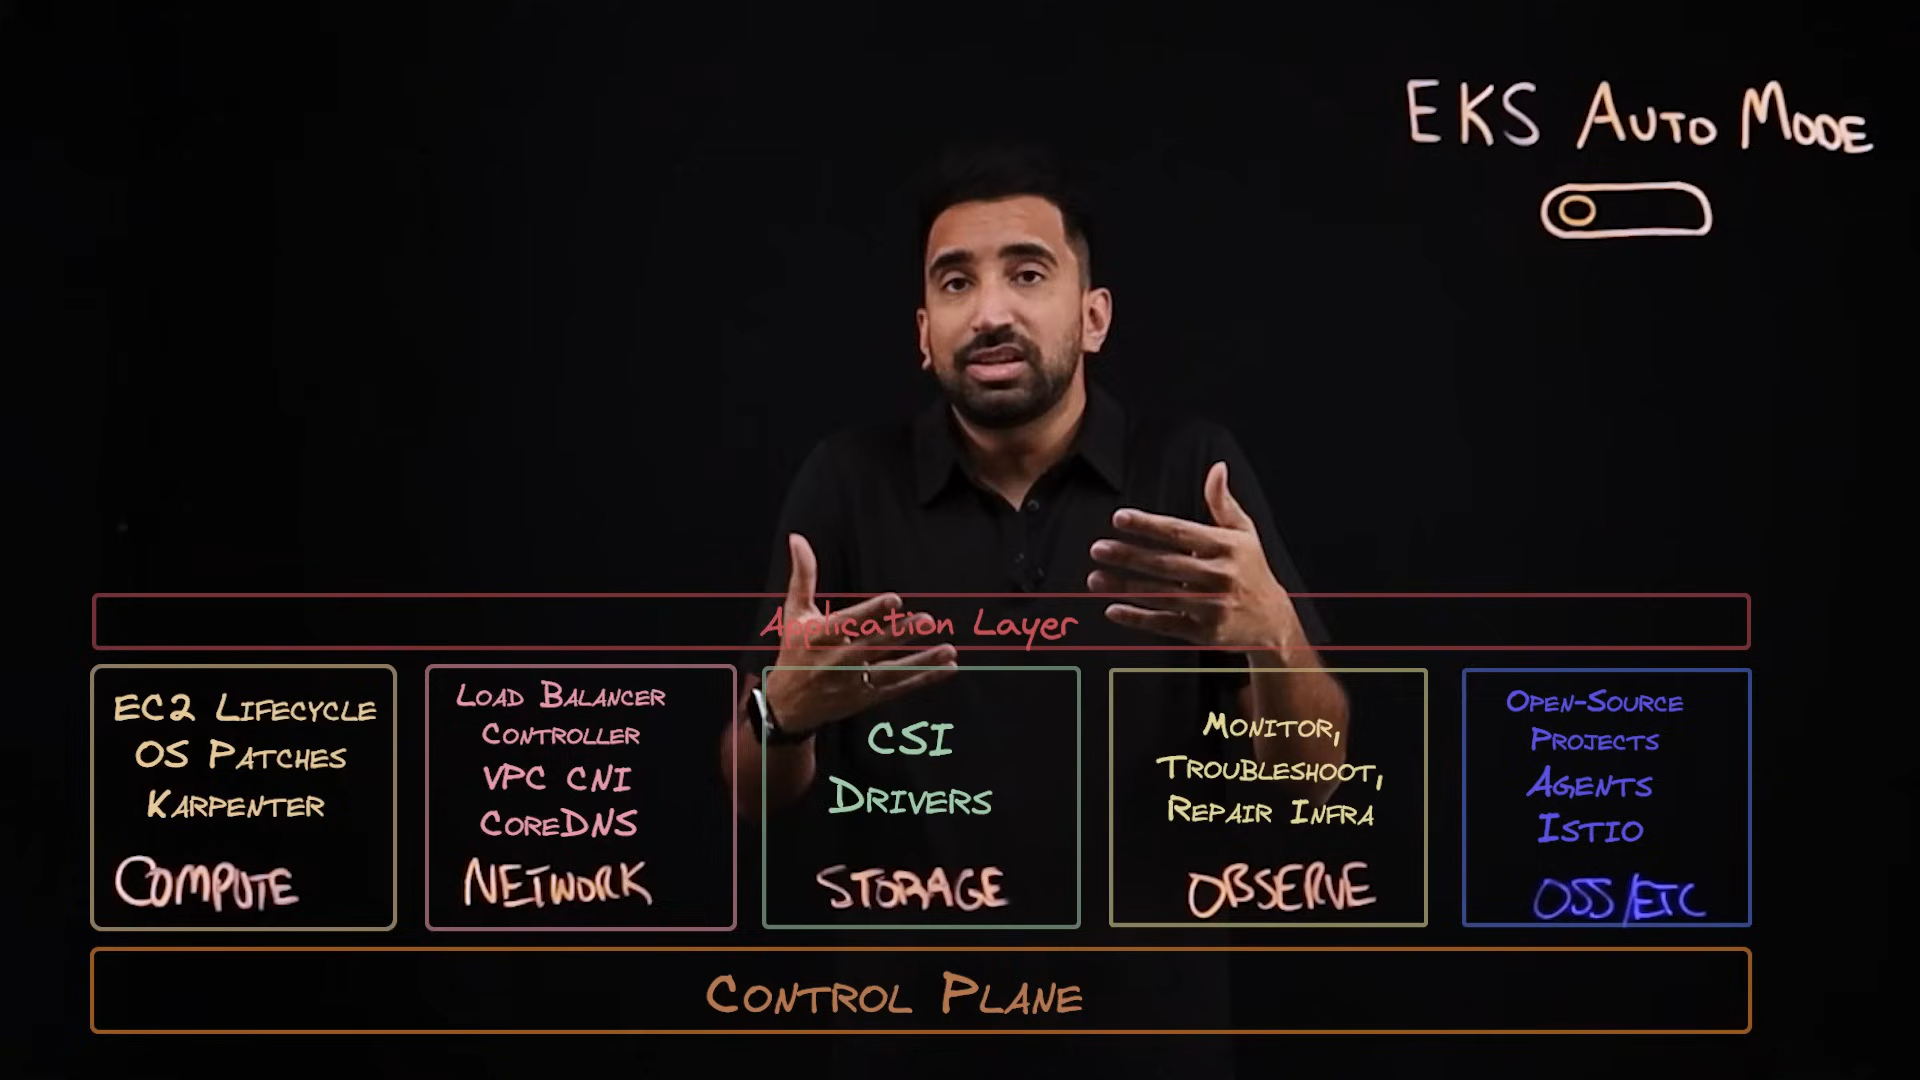 EKS Auto Mode
Application Layer
EC2 Lifecycle
OS Patches
Karpenter
Compute
Load Balancer
Controller
VPC CNI
CoreDNS
Network
CSI
Drivers
Storage
Monitor,
Troubleshoot,
Repair Infra
Observe
Open-Source
Projects
Agents
Istio
OSS/ETC
Control Plane